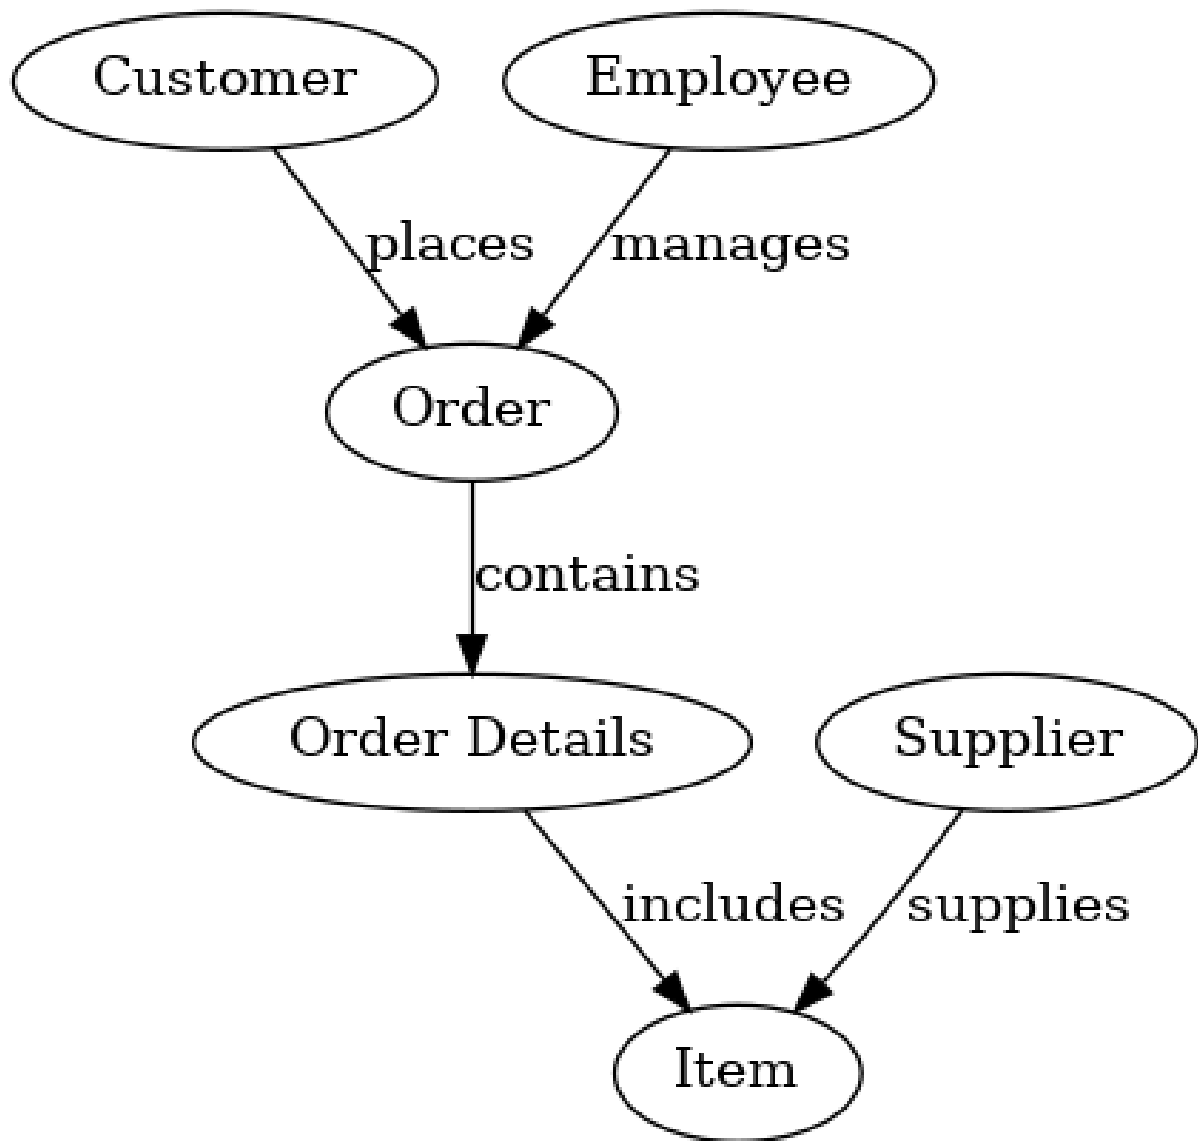 Customer
Employee
places
manages
Order
contains
Order Details
Supplier
includes
supplies
Item